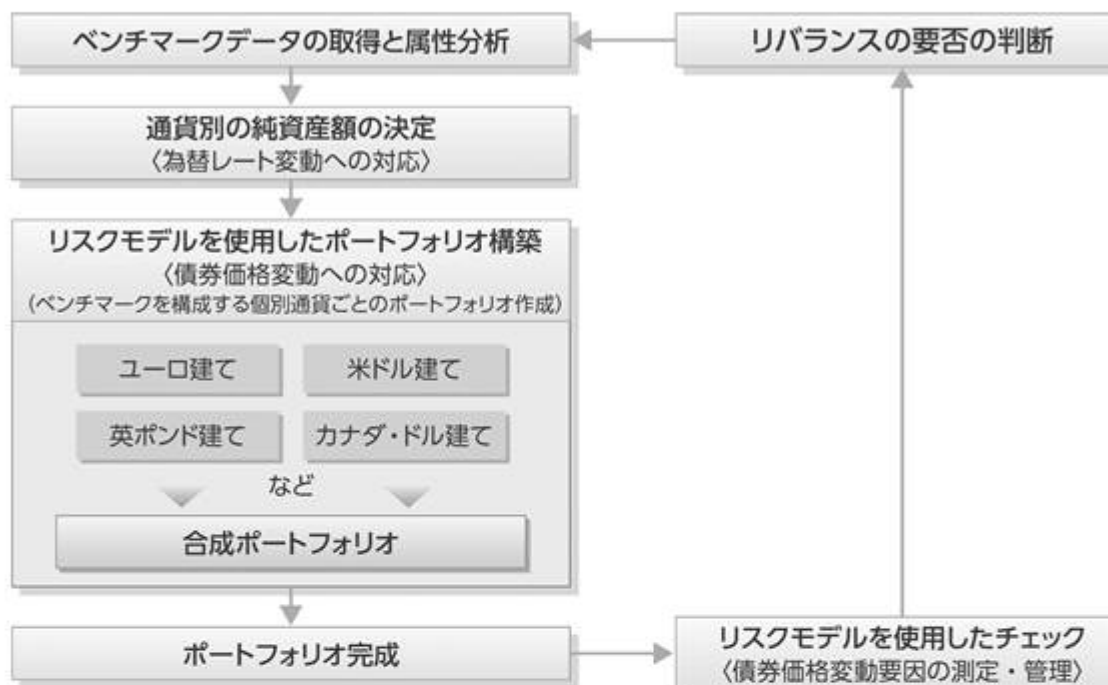 ベンチマークデータの取得と属性分析
リバランスの要否の判断
通貨別の純資産額の決定
〈為替レート変動への対応〉
リスクモデルを使用したポートフォリオ構築
〈債券価格変動への対応〉
(ベンチマークを構成する個別通貨ごとのポートフォリオ作成)
ユーロ建て
米ドル建て
英ポンド建て
カナダ・ドル建て
など
合成ポートフォリオ
ポートフォリオ完成
リスクモデルを使用したチェック
〈債券価格変動要因の測定・管理〉